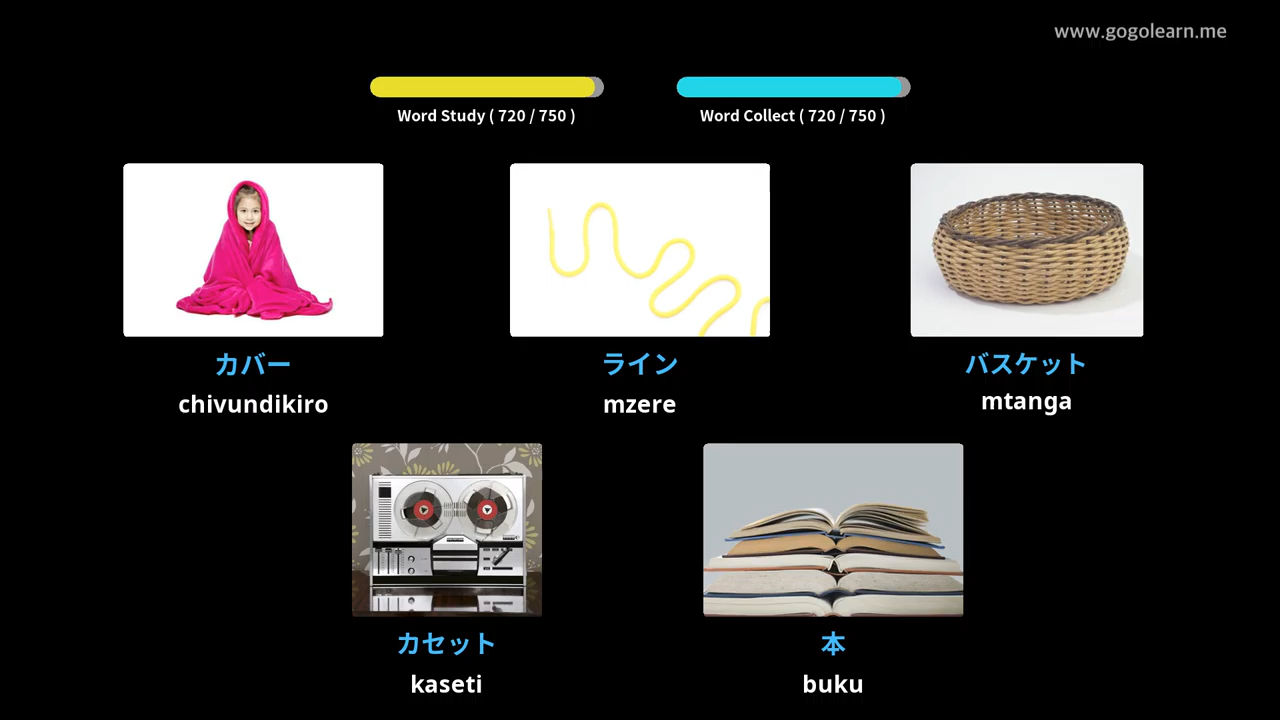 www.gogolearn.me
Word Study ( 720 / 750 )
Word Collect ( 720 / 750 )
カバー
ライン
バスケット
chivundikiro
mzere
mtanga
カセット
本
kaseti
buku